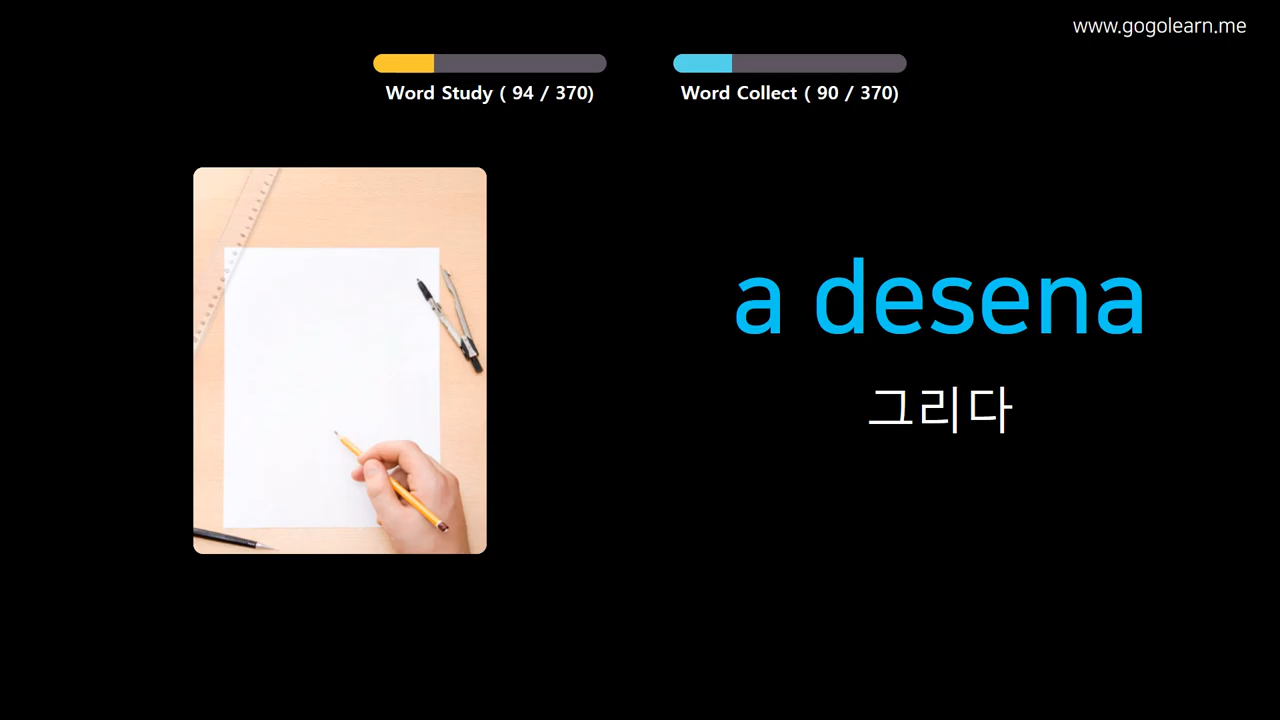 www.gogolearn.me
Word Study ( 94 / 370)
Word Collect ( 90 / 370)
a desena
그리다